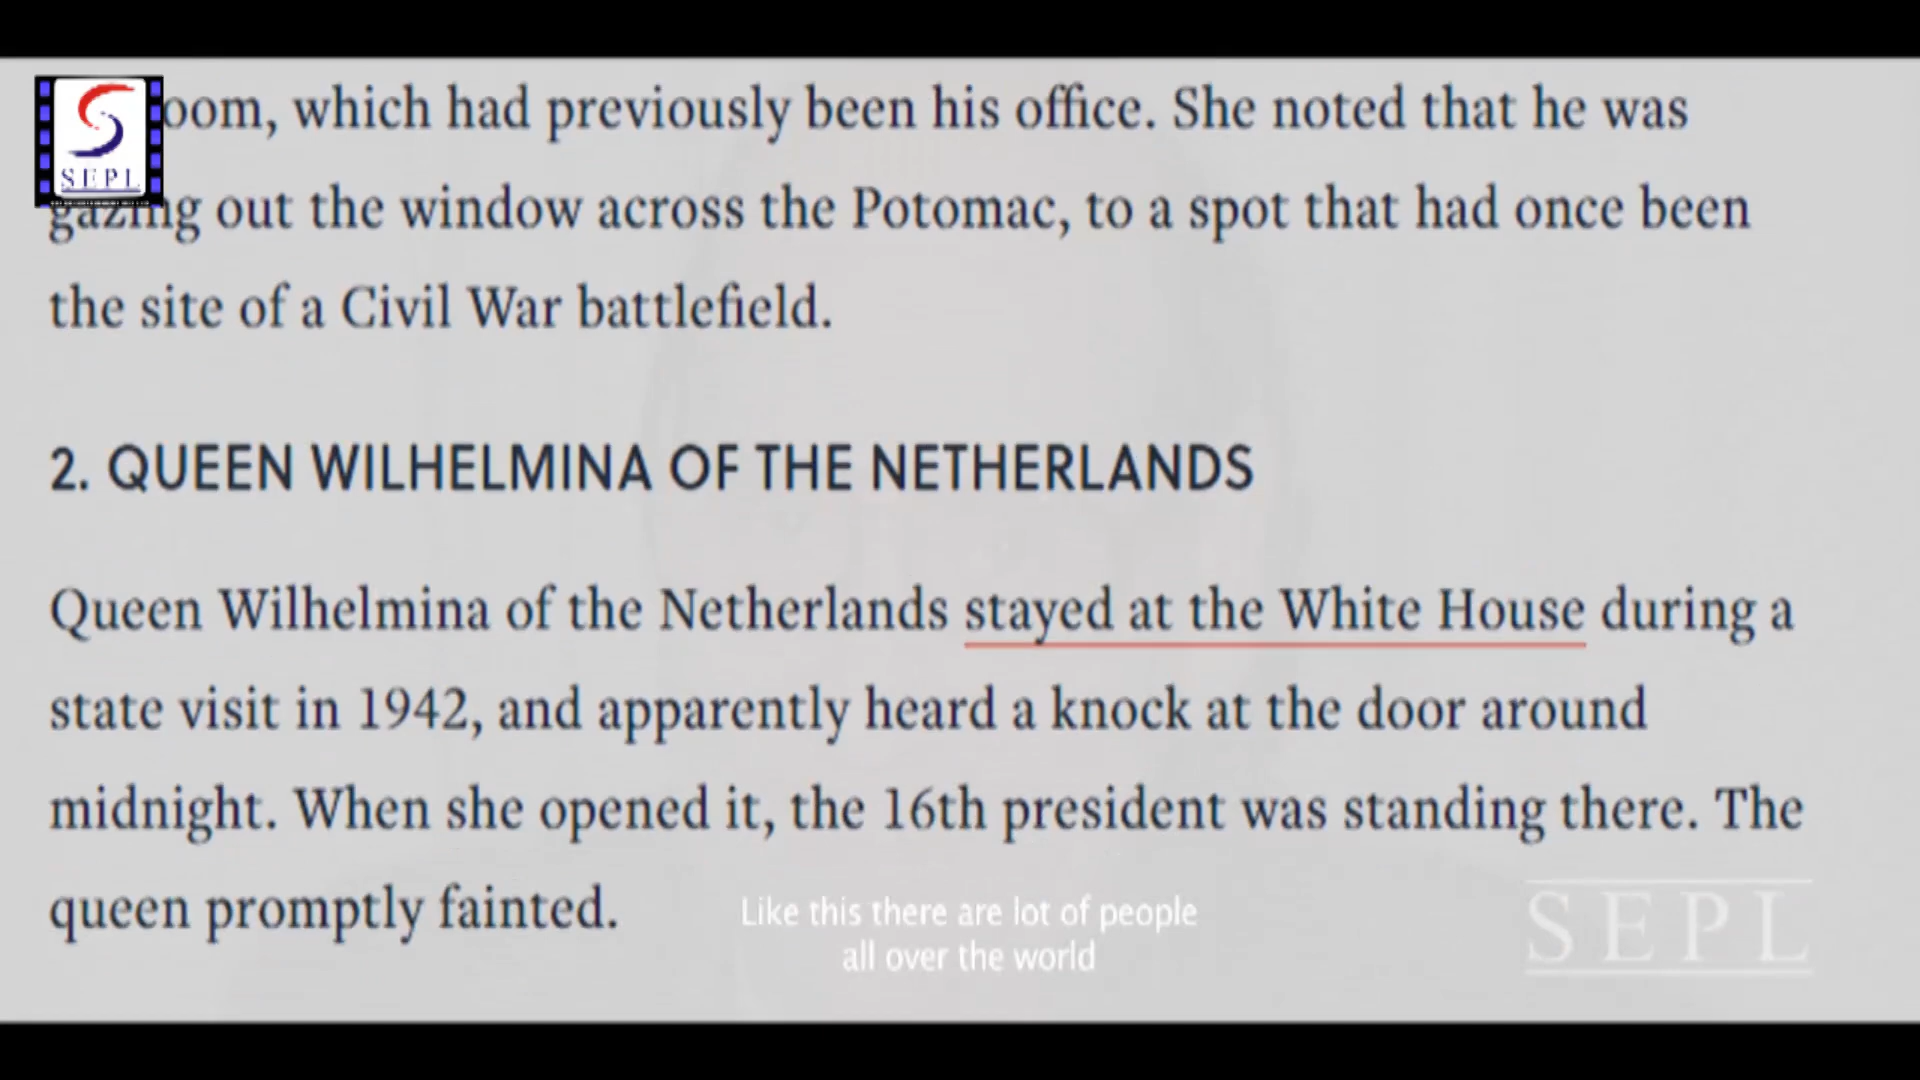 oom, which had previously been his office. She noted that he was
SEPL
gazing out the window across the Potomac, to a spot that had once been
the site of a Civil War battlefield.
2. QUEEN WILHELMINA OF THE NETHERLANDS
Queen Wilhelmina of the Netherlands stayed at the White House during a
state visit in 1942, and apparently heard a knock at the door around
midnight. When she opened it, the 16th president was standing there. The
queen promptly fainted.
Like this there are lot of people
all over the world
SEPL